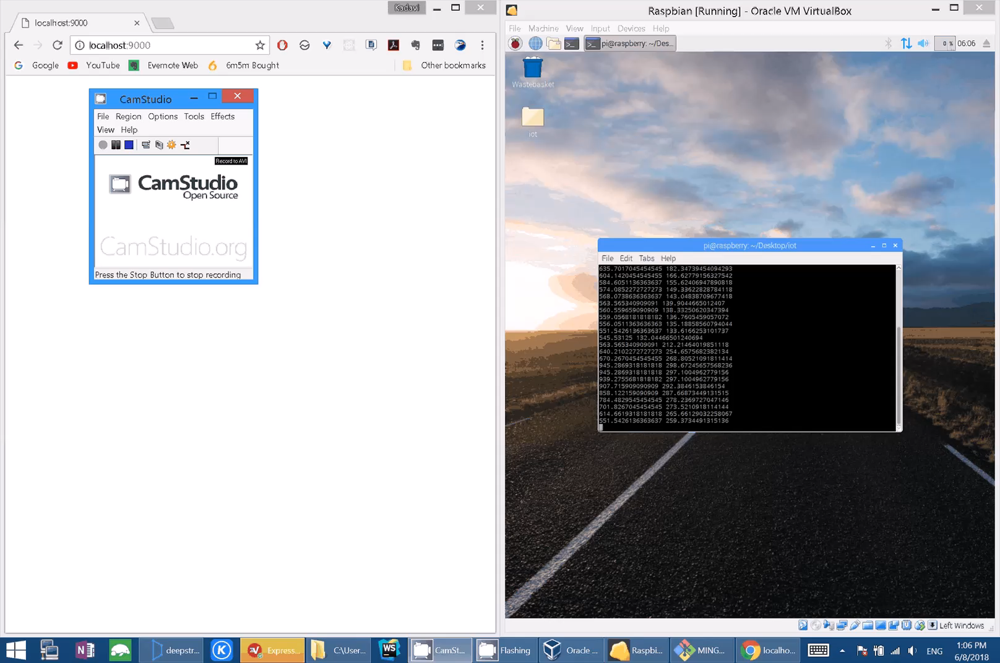 Kadavi
localhost:9000
localhost:9000
Google YouTube Evernote Web 6m5m Bought Other bookmarks
CamStudio
File Region Options Tools Effects
View Help
Record to AVI
CamStudio
Open Source
CamStudio.org
Press the Stop Button to stop recording
Raspbian [Running] - Oracle VM VirtualBox
File Machine View Input Devices Help
pi@raspberry: ~/Des... 0 % 06:06
Wastebasket
iot
pi@raspberry: ~/Desktop/iot
File Edit Tabs Help
635.7017045454545 182.34739454094293
604.1420454545455 166.62779156327542
584.6051136363637 155.62406947890818
574.0852272727273 149.33622828784118
568.0738636363637 143.04838709677418
563.565340909091 139.9044665012407
560.559659090909 138.33250620347394
559.0568181818182 136.7605459057072
556.0511363636363 135.18858560794044
551.5426136363637 133.6166253101737
545.53125 132.04466501240694
563.565340909091 212.21464019851118
640.2102272727273 254.6575682382134
670.2670454545455 268.80521091811414
945.2869318181818 298.67245657568236
945.2869318181818 297.1004962779156
939.2755681818182 297.1004962779156
907.715909090909 292.3846153846154
858.122159090909 287.66873449131515
784.4829545454545 278.2369727047146
701.8267045454545 273.5210918114144
614.6619318181818 265.66129032258067
551.5426136363637 259.3734491315136
Left Windows
deepstr... Express... C:\User... WS CamSt... Flashing Oracle ... Raspbi... MING... localho... ENG 1:06 PM
6/8/2018